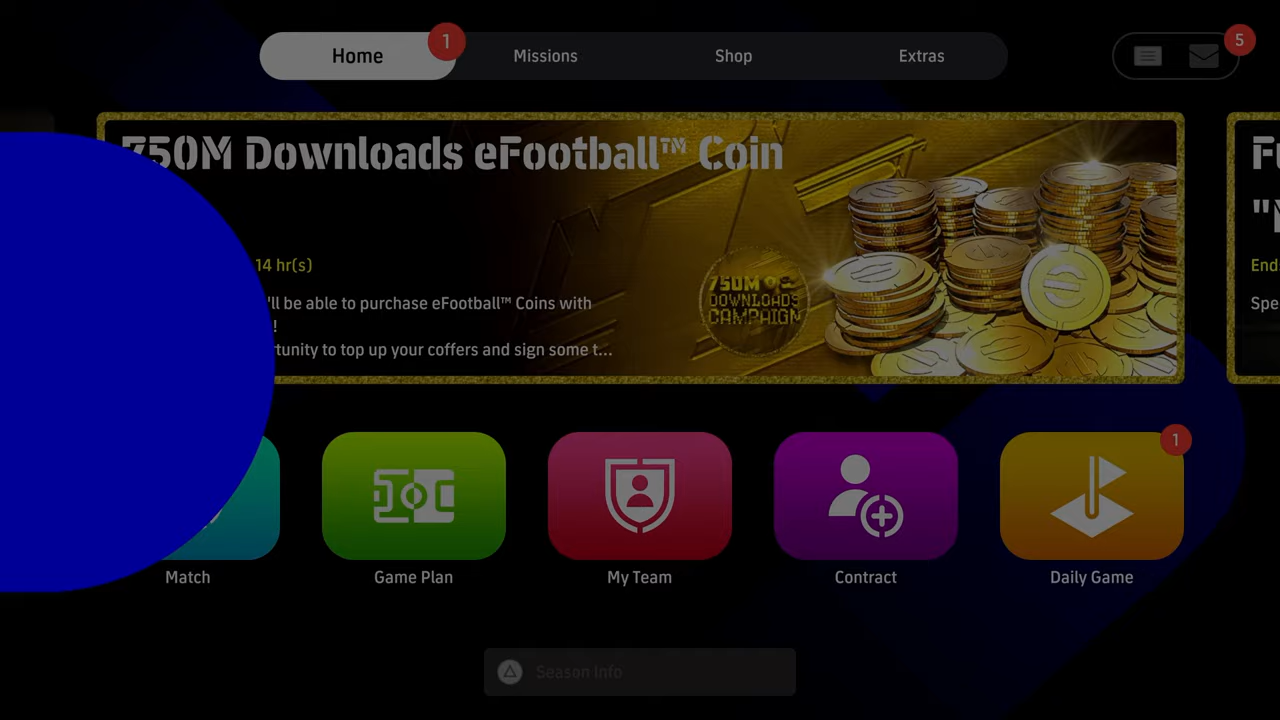 Home
1
Missions
Shop
Extras
5
750M Downloads eFootball™ Coin
14 hr(s)
'll be able to purchase eFootball™ Coins with
!
rtunity to top up your coffers and sign some t...
750M
DOWNLOADS
CAMPAIGN
F
"
End
Spe
Match
Game Plan
My Team
Contract
1
Daily Game
Season Info